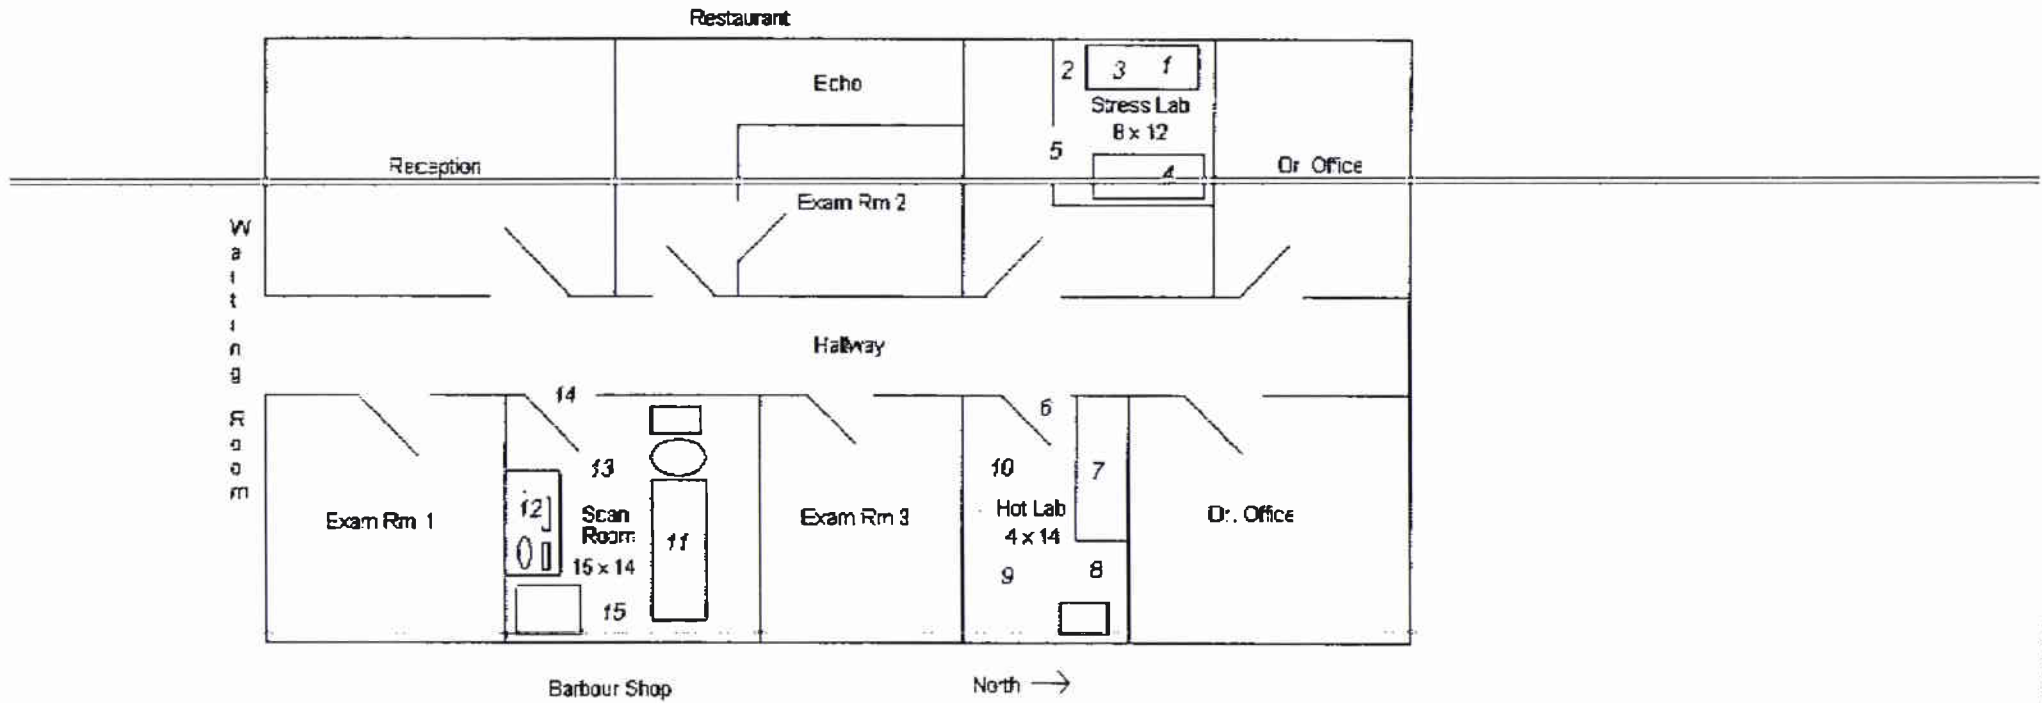 Restaurant
2 3 1
Echo
Stress Lab
8 x 12
5
Reception
4
Dr. Office
Exam Rm 2
Waiting Room
Hallway
14
6
13
10
7
12
Scan
Room
Exam Rm 1
11
Exam Rm 3
Hot Lab
4 x 14
Dr. Office
15 x 14
9
8
15
Barbour Shop
North